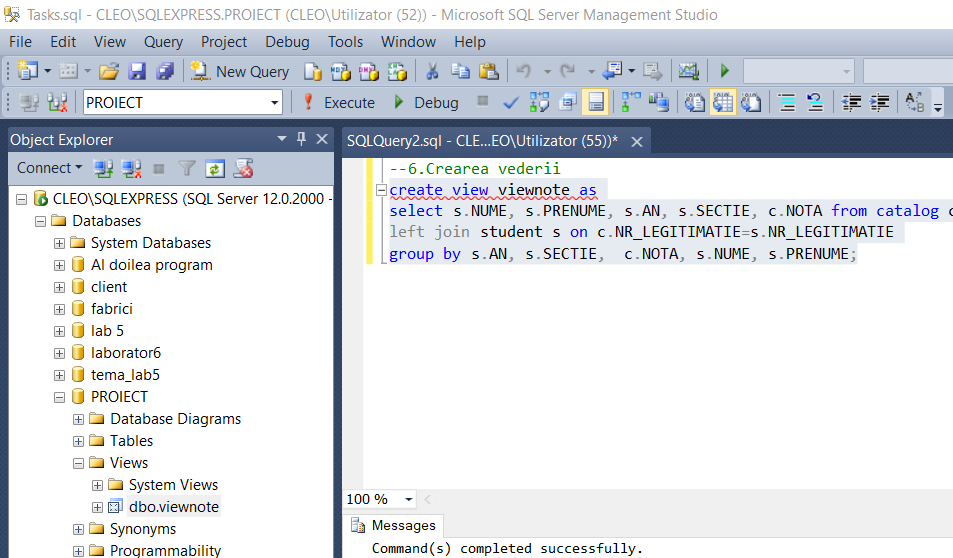 Tasks.sql - CLEO\SQLEXPRESS.PROIECT (CLEO\Utilizator (52)) - Microsoft SQL Server Management Studio
File Edit View Query Project Debug Tools Window Help
New Query
PROIECT Execute Debug
Object Explorer
Connect
CLEO\SQLEXPRESS (SQL Server 12.0.2000 -
Databases
System Databases
Al doilea program
client
fabrici
lab 5
laborator6
tema_lab5
PROIECT
Database Diagrams
Tables
Views
System Views
dbo.viewnote
Synonyms
Programmability
SQLQuery2.sql - CLE...EO\Utilizator (55))*
--6.Crearea vederii
create view viewnote as
select s.NUME, s.PRENUME, s.AN, s.SECTIE, c.NOTA from catalog c
left join student s on c.NR_LEGITIMATIE=s.NR_LEGITIMATIE
group by s.AN, s.SECTIE,  c.NOTA, s.NUME, s.PRENUME;
100 %
Messages
Command(s) completed successfully.